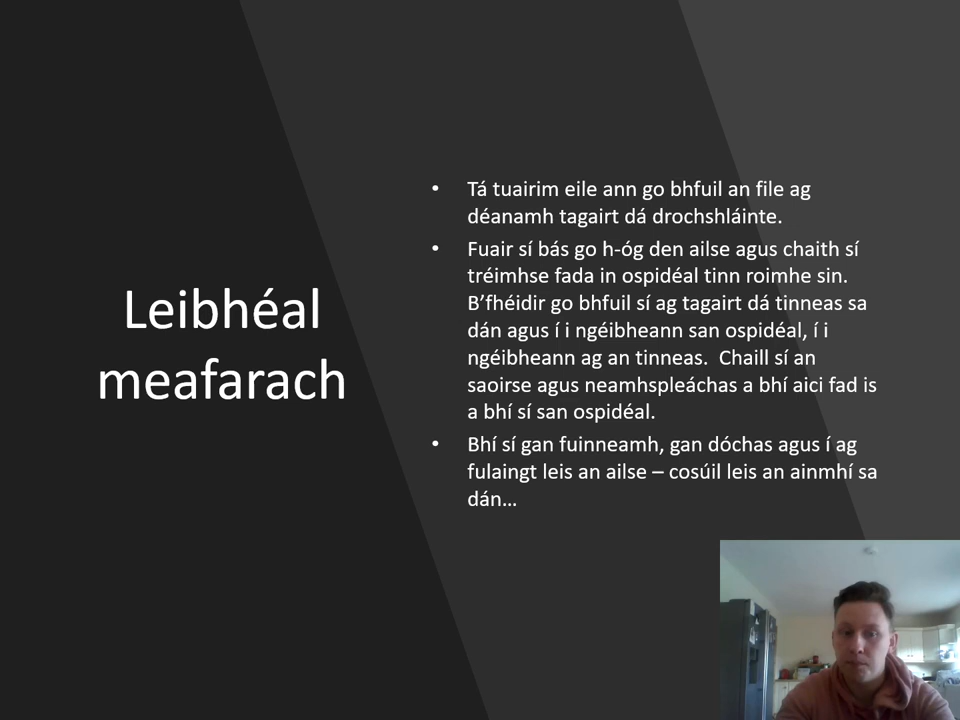 Leibhéal
meafarach
• Tá tuairim eile ann go bhfuil an file ag
déanamh tagairt dá drochshláinte.
• Fuair sí bás go h-óg den ailse agus chaith sí
tréimhse fada in ospidéal tinn roimhe sin.
B’fhéidir go bhfuil sí ag tagairt dá tinneas sa
dán agus í i ngéibheann san ospidéal, í i
ngéibheann ag an tinneas. Chaill sí an
saoirse agus neamhspleáchas a bhí aici fad is
a bhí sí san ospidéal.
• Bhí sí gan fuinneamh, gan dóchas agus í ag
fulaingt leis an ailse – cosúil leis an ainmhí sa
dán...